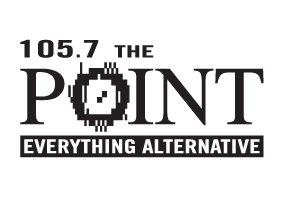 105.7 THE
POINT
EVERYTHING ALTERNATIVE